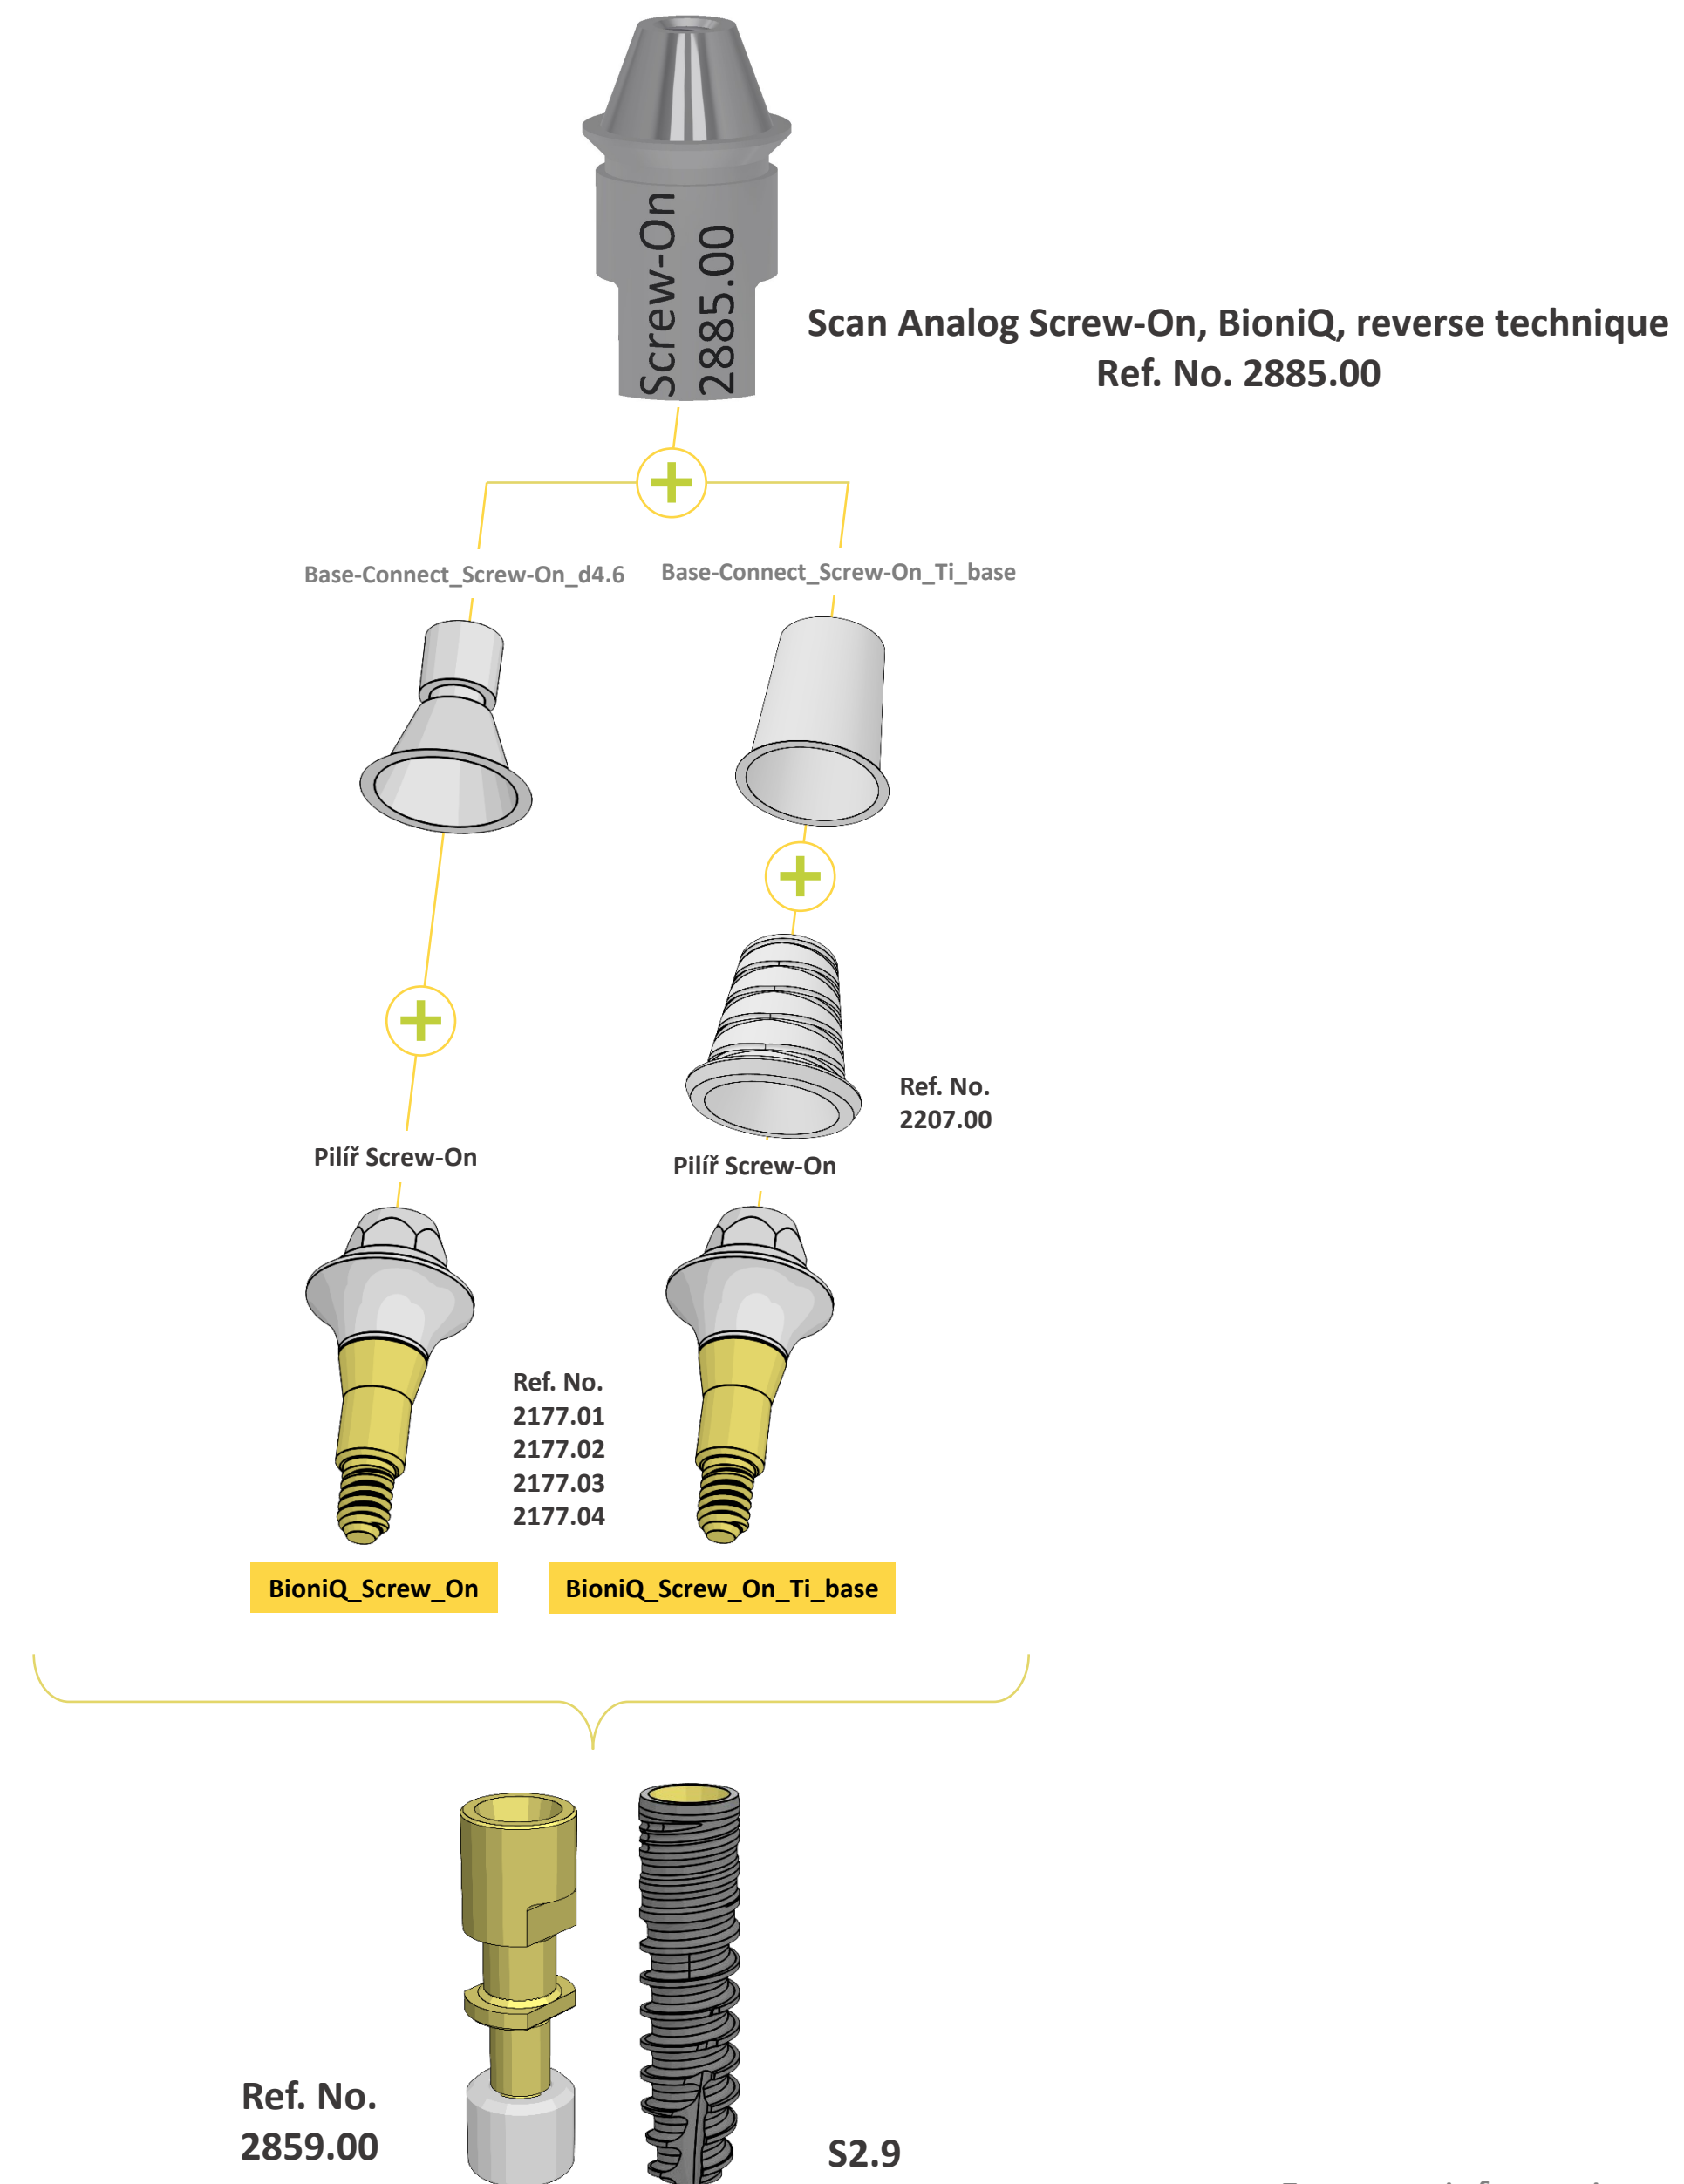 Screw-On
2885.00
Scan Analog Screw-On, BioniQ, reverse technique
Ref. No. 2885.00
Base-Connect_Screw-On_d4.6
Base-Connect_Screw-On_Ti_base
Ref. No.
2207.00
Pilíř Screw-On
Pilíř Screw-On
Ref. No.
2177.01
2177.02
2177.03
2177.04
BioniQ_Screw_On
BioniQ_Screw_On_Ti_base
Ref. No.
2859.00
S2.9